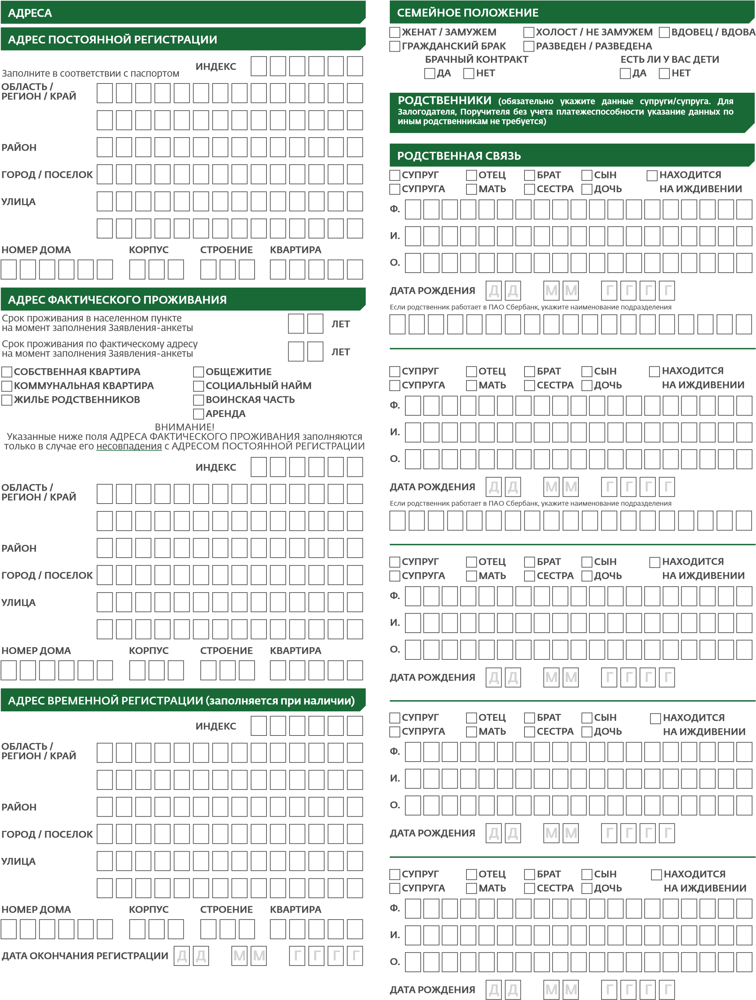 АДРЕСА
АДРЕС ПОСТОЯННОЙ РЕГИСТРАЦИИ
ИНДЕКС
Заполните в соответствии с паспортом
ОБЛАСТЬ /
РЕГИОН / КРАЙ
РАЙОН
ГОРОД / ПОСЕЛОК
УЛИЦА
НОМЕР ДОМА КОРПУС СТРОЕНИЕ КВАРТИРА
АДРЕС ФАКТИЧЕСКОГО ПРОЖИВАНИЯ
Срок проживания в населенном пункте
на момент заполнения Заявления-анкеты
ЛЕТ
Срок проживания по фактическому адресу
на момент заполнения Заявления-анкеты
ЛЕТ
СОБСТВЕННАЯ КВАРТИРА ОБЩЕЖИТИЕ
КОММУНАЛЬНАЯ КВАРТИРА СОЦИАЛЬНЫЙ НАЙМ
ЖИЛЬЕ РОДСТВЕННИКОВ ВОИНСКАЯ ЧАСТЬ
АРЕНДА
ВНИМАНИЕ!
Указанные ниже поля АДРЕСА ФАКТИЧЕСКОГО ПРОЖИВАНИЯ заполняются
только в случае его несовпадения с АДРЕСОМ ПОСТОЯННОЙ РЕГИСТРАЦИИ
ИНДЕКС
ОБЛАСТЬ /
РЕГИОН / КРАЙ
РАЙОН
ГОРОД / ПОСЕЛОК
УЛИЦА
НОМЕР ДОМА КОРПУС СТРОЕНИЕ КВАРТИРА
АДРЕС ВРЕМЕННОЙ РЕГИСТРАЦИИ (заполняется при наличии)
ИНДЕКС
ОБЛАСТЬ /
РЕГИОН / КРАЙ
РАЙОН
ГОРОД / ПОСЕЛОК
УЛИЦА
НОМЕР ДОМА КОРПУС СТРОЕНИЕ КВАРТИРА
ДАТА ОКОНЧАНИЯ РЕГИСТРАЦИИ Д Д М М Г Г Г Г
СЕМЕЙНОЕ ПОЛОЖЕНИЕ
ЖЕНАТ / ЗАМУЖЕМ ХОЛОСТ / НЕ ЗАМУЖЕМ ВДОВЕЦ / ВДОВА
ГРАЖДАНСКИЙ БРАК РАЗВЕДЕН / РАЗВЕДЕНА
БРАЧНЫЙ КОНТРАКТ ЕСТЬ ЛИ У ВАС ДЕТИ
ДА НЕТ ДА НЕТ
РОДСТВЕННИКИ (обязательно укажите данные супруги/супруга. Для
Залогодателя, Поручителя без учета платежеспособности указание данных по
иным родственникам не требуется)
РОДСТВЕННАЯ СВЯЗЬ
СУПРУГ ОТЕЦ БРАТ СЫН НАХОДИТСЯ
СУПРУГА МАТЬ СЕСТРА ДОЧЬ НА ИЖДИВЕНИИ
Ф.
И.
О.
ДАТА РОЖДЕНИЯ Д Д М М Г Г Г Г
Если родственник работает в ПАО Сбербанк, укажите наименование подразделения
СУПРУГ ОТЕЦ БРАТ СЫН НАХОДИТСЯ
СУПРУГА МАТЬ СЕСТРА ДОЧЬ НА ИЖДИВЕНИИ
Ф.
И.
О.
ДАТА РОЖДЕНИЯ Д Д М М Г Г Г Г
Если родственник работает в ПАО Сбербанк, укажите наименование подразделения
СУПРУГ ОТЕЦ БРАТ СЫН НАХОДИТСЯ
СУПРУГА МАТЬ СЕСТРА ДОЧЬ НА ИЖДИВЕНИИ
Ф.
И.
О.
ДАТА РОЖДЕНИЯ Д Д М М Г Г Г Г
СУПРУГ ОТЕЦ БРАТ СЫН НАХОДИТСЯ
СУПРУГА МАТЬ СЕСТРА ДОЧЬ НА ИЖДИВЕНИИ
Ф.
И.
О.
ДАТА РОЖДЕНИЯ Д Д М М Г Г Г Г
СУПРУГ ОТЕЦ БРАТ СЫН НАХОДИТСЯ
СУПРУГА МАТЬ СЕСТРА ДОЧЬ НА ИЖДИВЕНИИ
Ф.
И.
О.
ДАТА РОЖДЕНИЯ Д Д М М Г Г Г Г